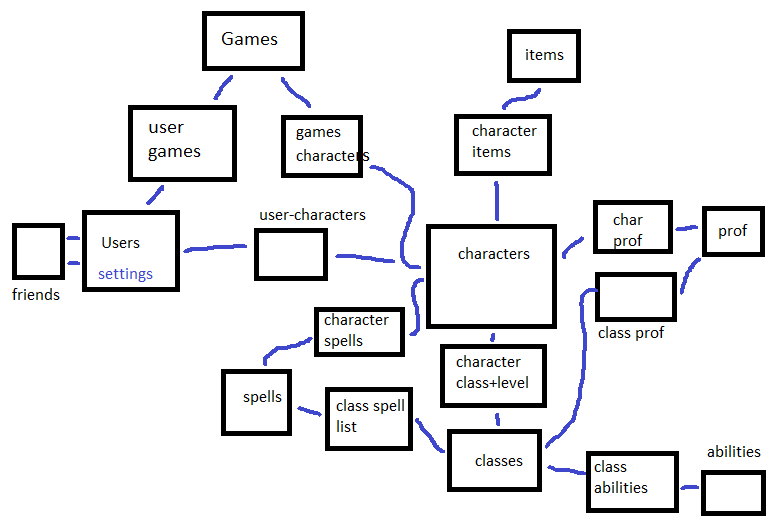 Games
items
user
games
games
characters
character
items
user-characters
char
prof
prof
Users
settings
characters
friends
class prof
character
spells
character
class+level
spells
class spell
list
classes
abilities
class
abilities